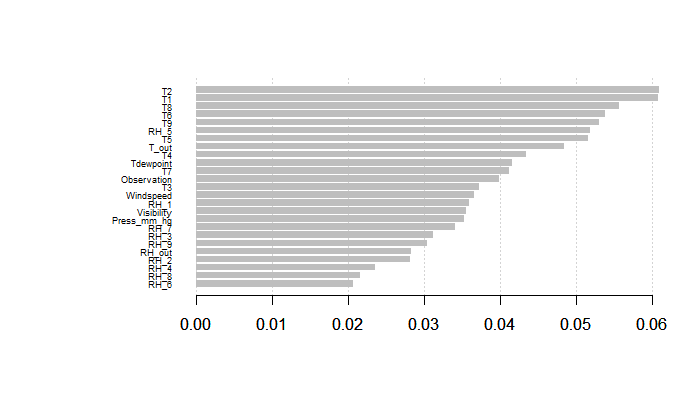 T2
T1
T8
T6
T9
RH_5
T5
T_out
T4
Tdewpoint
T7
Observation
T3
Windspeed
RH_1
Visibility
Press_mm_hg
RH_7
RH_3
RH_9
RH_out
RH_2
RH_4
RH_8
RH_6
0.00 0.01 0.02 0.03 0.04 0.05 0.06